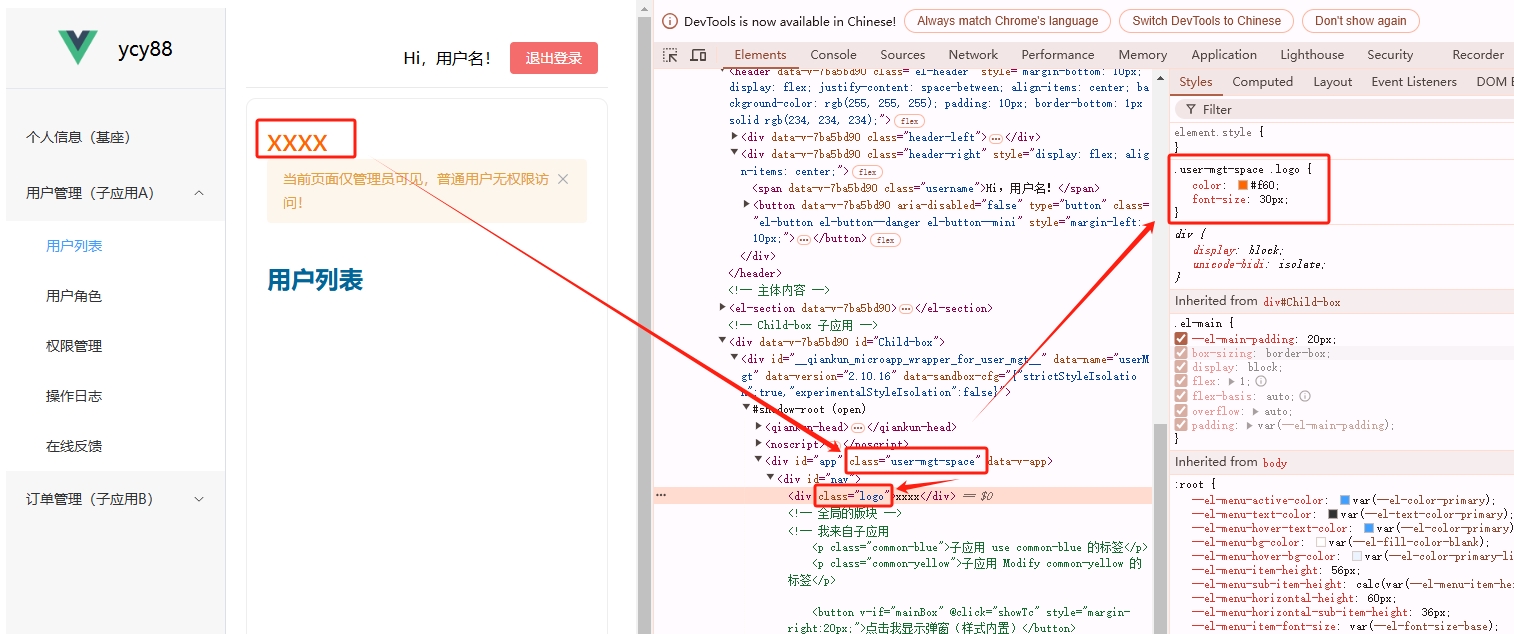 ycy88
个人信息（基座）
用户管理（子应用A）
用户列表
用户角色
权限管理
操作日志
在线反馈
订单管理（子应用B）
Hi，用户名！
退出登录
xxxx
当前页面仅管理员可见，普通用户无权限访
问！
用户列表
DevTools is now available in Chinese!
Always match Chrome's language
Switch DevTools to Chinese
Don't show again
Elements
Console
Sources
Network
Performance
Memory
Application
Lighthouse
Security
Recorder
<header data-v-7ba5bd90 class="el-header" style="margin-bottom: 10px;
display: flex; justify-content: space-between; align-items: center; ba
ckground-color: rgb(255, 255, 255); padding: 10px; border-bottom: 1px
solid rgb(234, 234, 234);"> flex
<div data-v-7ba5bd90 class="header-left"> … </div>
<div data-v-7ba5bd90 class="header-right" style="display: flex; alig
n-items: center;"> flex
<span data-v-7ba5bd90 class="username">Hi，用户名！</span>
<button data-v-7ba5bd90 aria-disabled="false" type="button" class=
"el-button el-button--danger el-button--mini" style="margin-left:
10px;"> … </button> flex
</div>
</header>
<!-- 主体内容 -->
<el-section data-v-7ba5bd90> … </el-section>
<!-- Child-box 子应用 -->
<div data-v-7ba5bd90 id="Child-box">
<div id="__qiankun_microapp_wrapper_for_user_mgt__" data-name="userM
gt" data-version="2.10.16" data-sandbox-cfg="{"strictStyleIsolatio
n":true,"experimentalStyleIsolation":false}">
#shadow-root (open)
<qiankun-head> … </qiankun-head>
<noscript> </noscript>
<div id="app" class="user-mgt-space" data-v-app>
<div id="nav">
… <div class="logo">xxxx</div> == $0
<!-- 全局的版块 -->
<!-- 我来自子应用
<p class="common-blue">子应用 use common-blue 的标签</p>
<p class="common-yellow">子应用 Modify common-yellow 的
标签</p>
<button v-if="mainBox" @click="showTc" style="margin-
right:20px;">点击我显示弹窗（样式内置）</button>
Styles
Computed
Layout
Event Listeners
DOM
Filter
element.style {
}
.user-mgt-space .logo {
color: #f60;
font-size: 30px;
}
div {
display: block;
unicode-bidi: isolate;
}
Inherited from div#Child-box
.el-main {
--el-main-padding: 20px;
box-sizing: border-box;
display: block;
flex: 1;
flex-basis: auto;
overflow: auto;
padding: var(--el-main-padding);
}
Inherited from body
:root {
--el-menu-active-color: var(--el-color-primary);
--el-menu-text-color: var(--el-text-color-primary);
--el-menu-hover-text-color: var(--el-color-primary)
--el-menu-bg-color: var(--el-fill-color-blank);
--el-menu-hover-bg-color: var(--el-color-primary-li
--el-menu-item-height: 56px;
--el-menu-sub-item-height: calc(var(--el-menu-item-he
--el-menu-horizontal-height: 60px;
--el-menu-horizontal-sub-item-height: 36px;
--el-menu-item-font-size: var(--el-font-size-base);